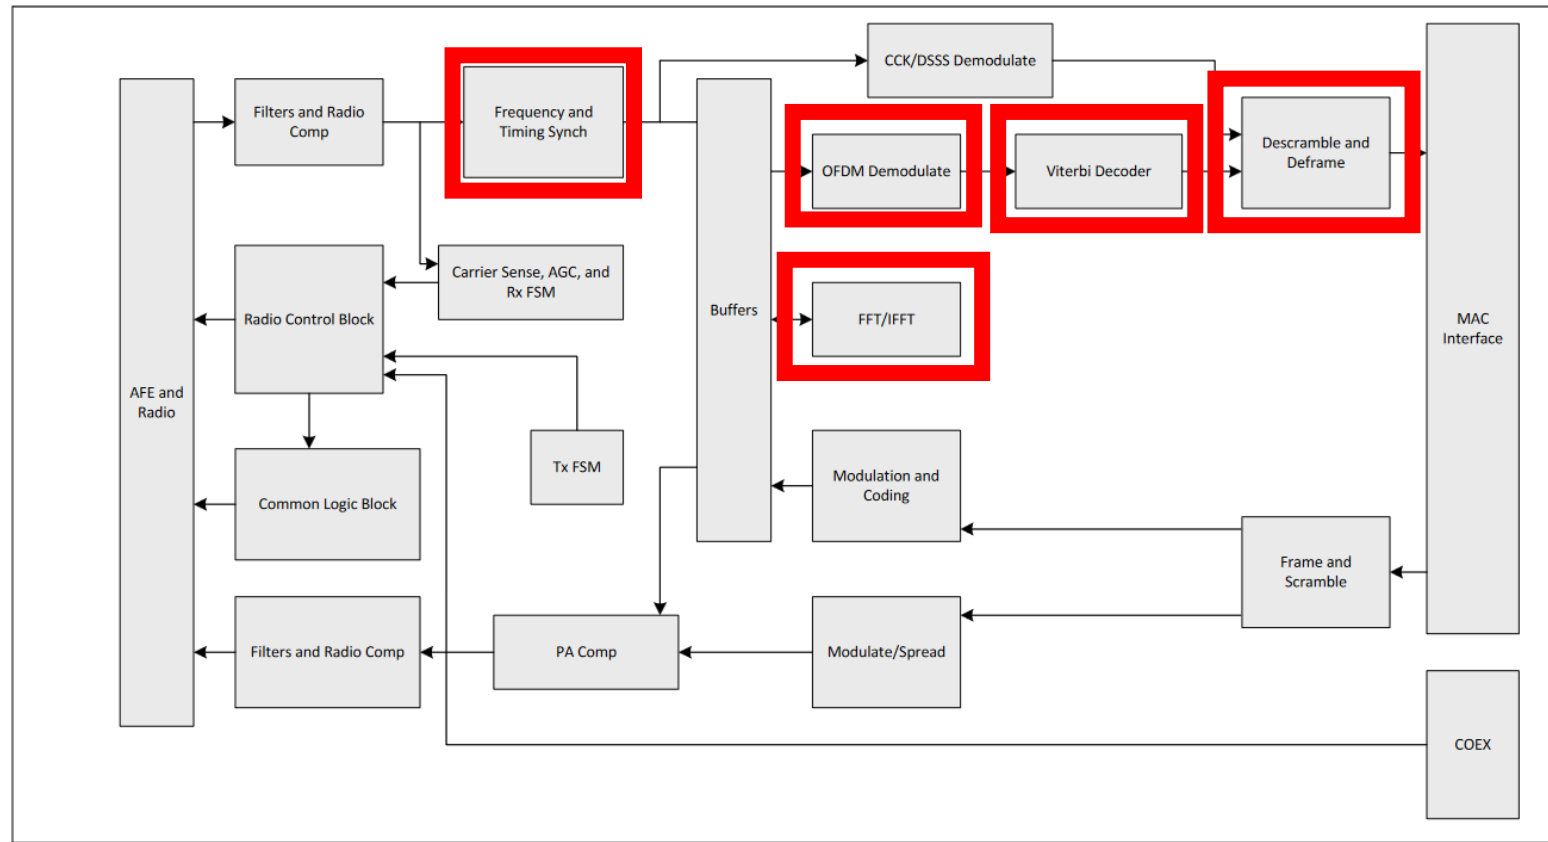 CCK/DSSS Demodulate
Filters and Radio
Comp
Frequency and
Timing Synch
OFDM Demodulate
Viterbi Decoder
Descramble and
Deframe
Carrier Sense, AGC, and
Rx FSM
Radio Control Block
Buffers
FFT/IFFT
MAC
Interface
AFE and
Radio
Tx FSM
Modulation and
Coding
Common Logic Block
Frame and
Scramble
Filters and Radio Comp
PA Comp
Modulate/Spread
COEX